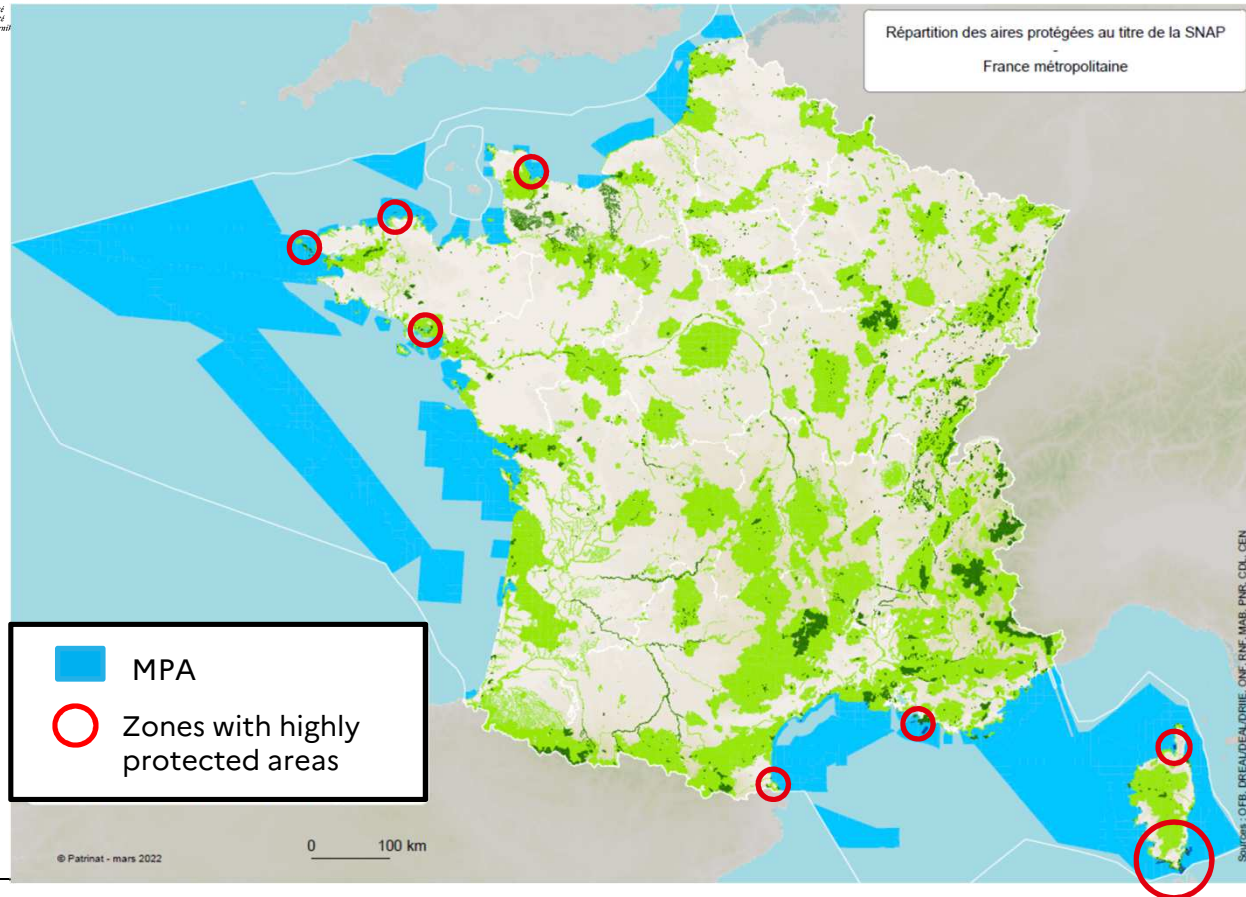 Répartition des aires protégées au titre de la SNAP
-
France métropolitaine
MPA
Zones with highly
protected areas
0 100 km
© Patrinat - mars 2022
Sources : OFB, DREAL/DEAL/DRIIE, ONF, RNF, MAB, PNR, CDL, CEN